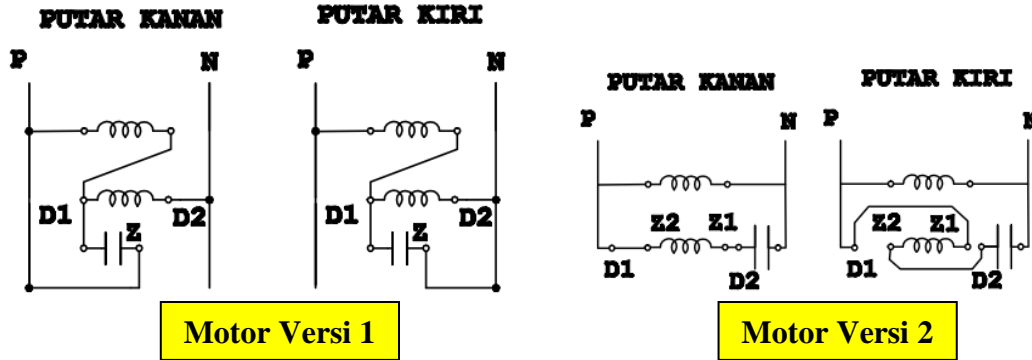 PUTAR KANAN
P N
D1 Z D2
PUTAR KIRI
P N
D1 Z D2
Motor Versi 1
PUTAR KANAN
P N
Z2 Z1
D1 D2
PUTAR KIRI
P N
Z2 Z1
D1 D2
Motor Versi 2